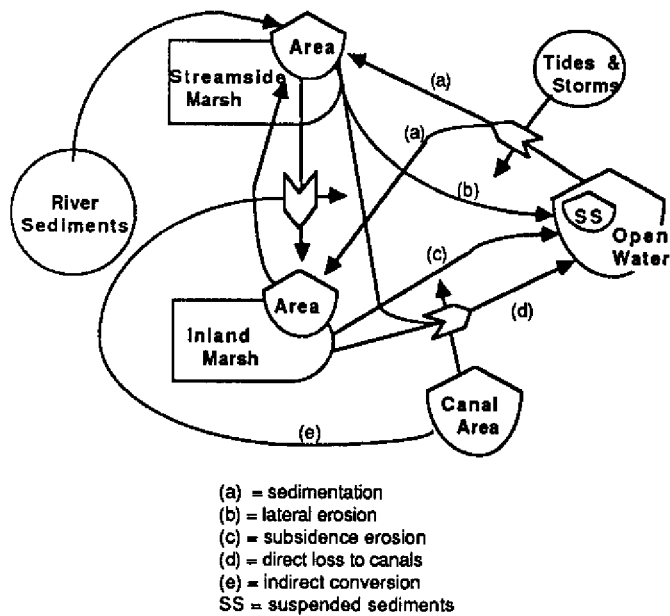 Area
Streamside
Marsh
Tides &
Storms
(a)
(a)
River
Sediments
(b)
SS
Open
Water
(c)
Area
(d)
Inland
Marsh
Canal
Area
(e)
(a) = sedimentation
(b) = lateral erosion
(c) = subsidence erosion
(d) = direct loss to canals
(e) = indirect conversion
SS = suspended sediments